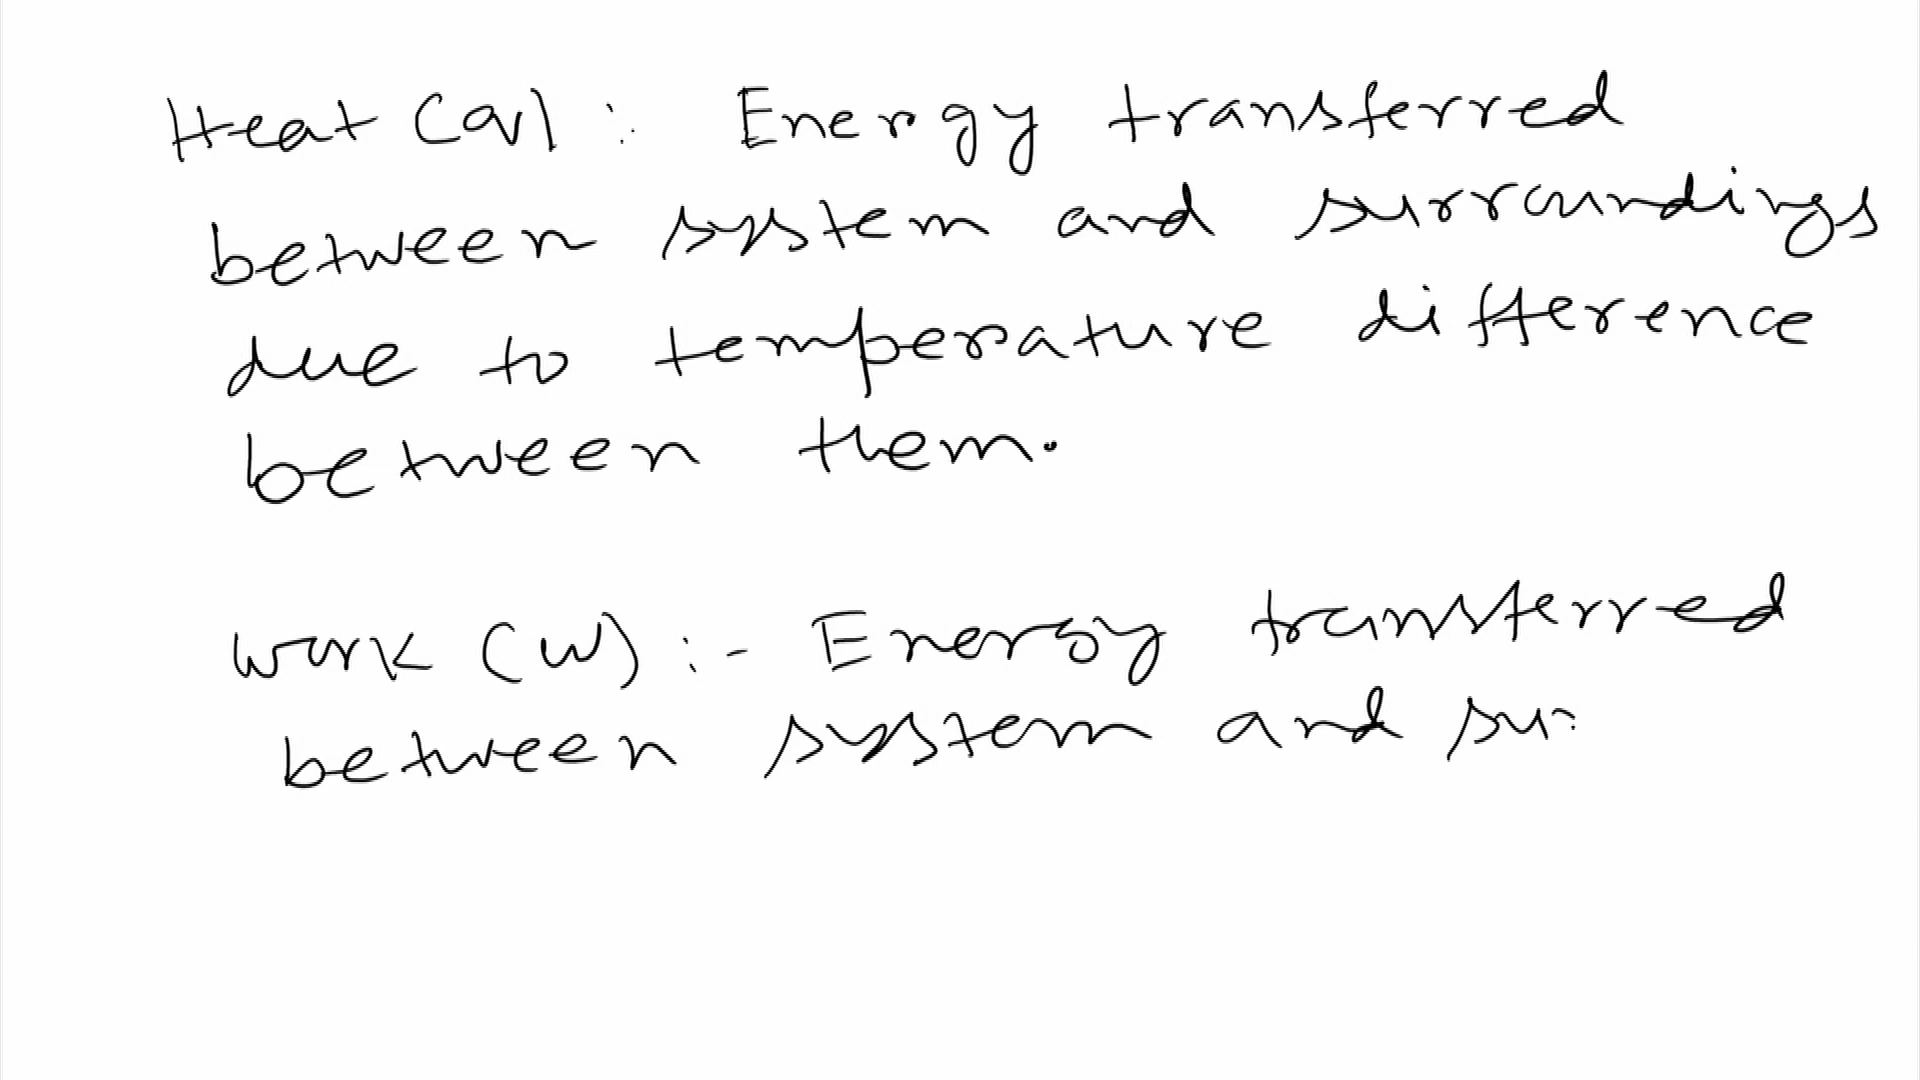 Heat (q) : Energy transferred
between system and surroundings
due to temperature difference
between them.
work (w) :- Energy transferred
between system and sur